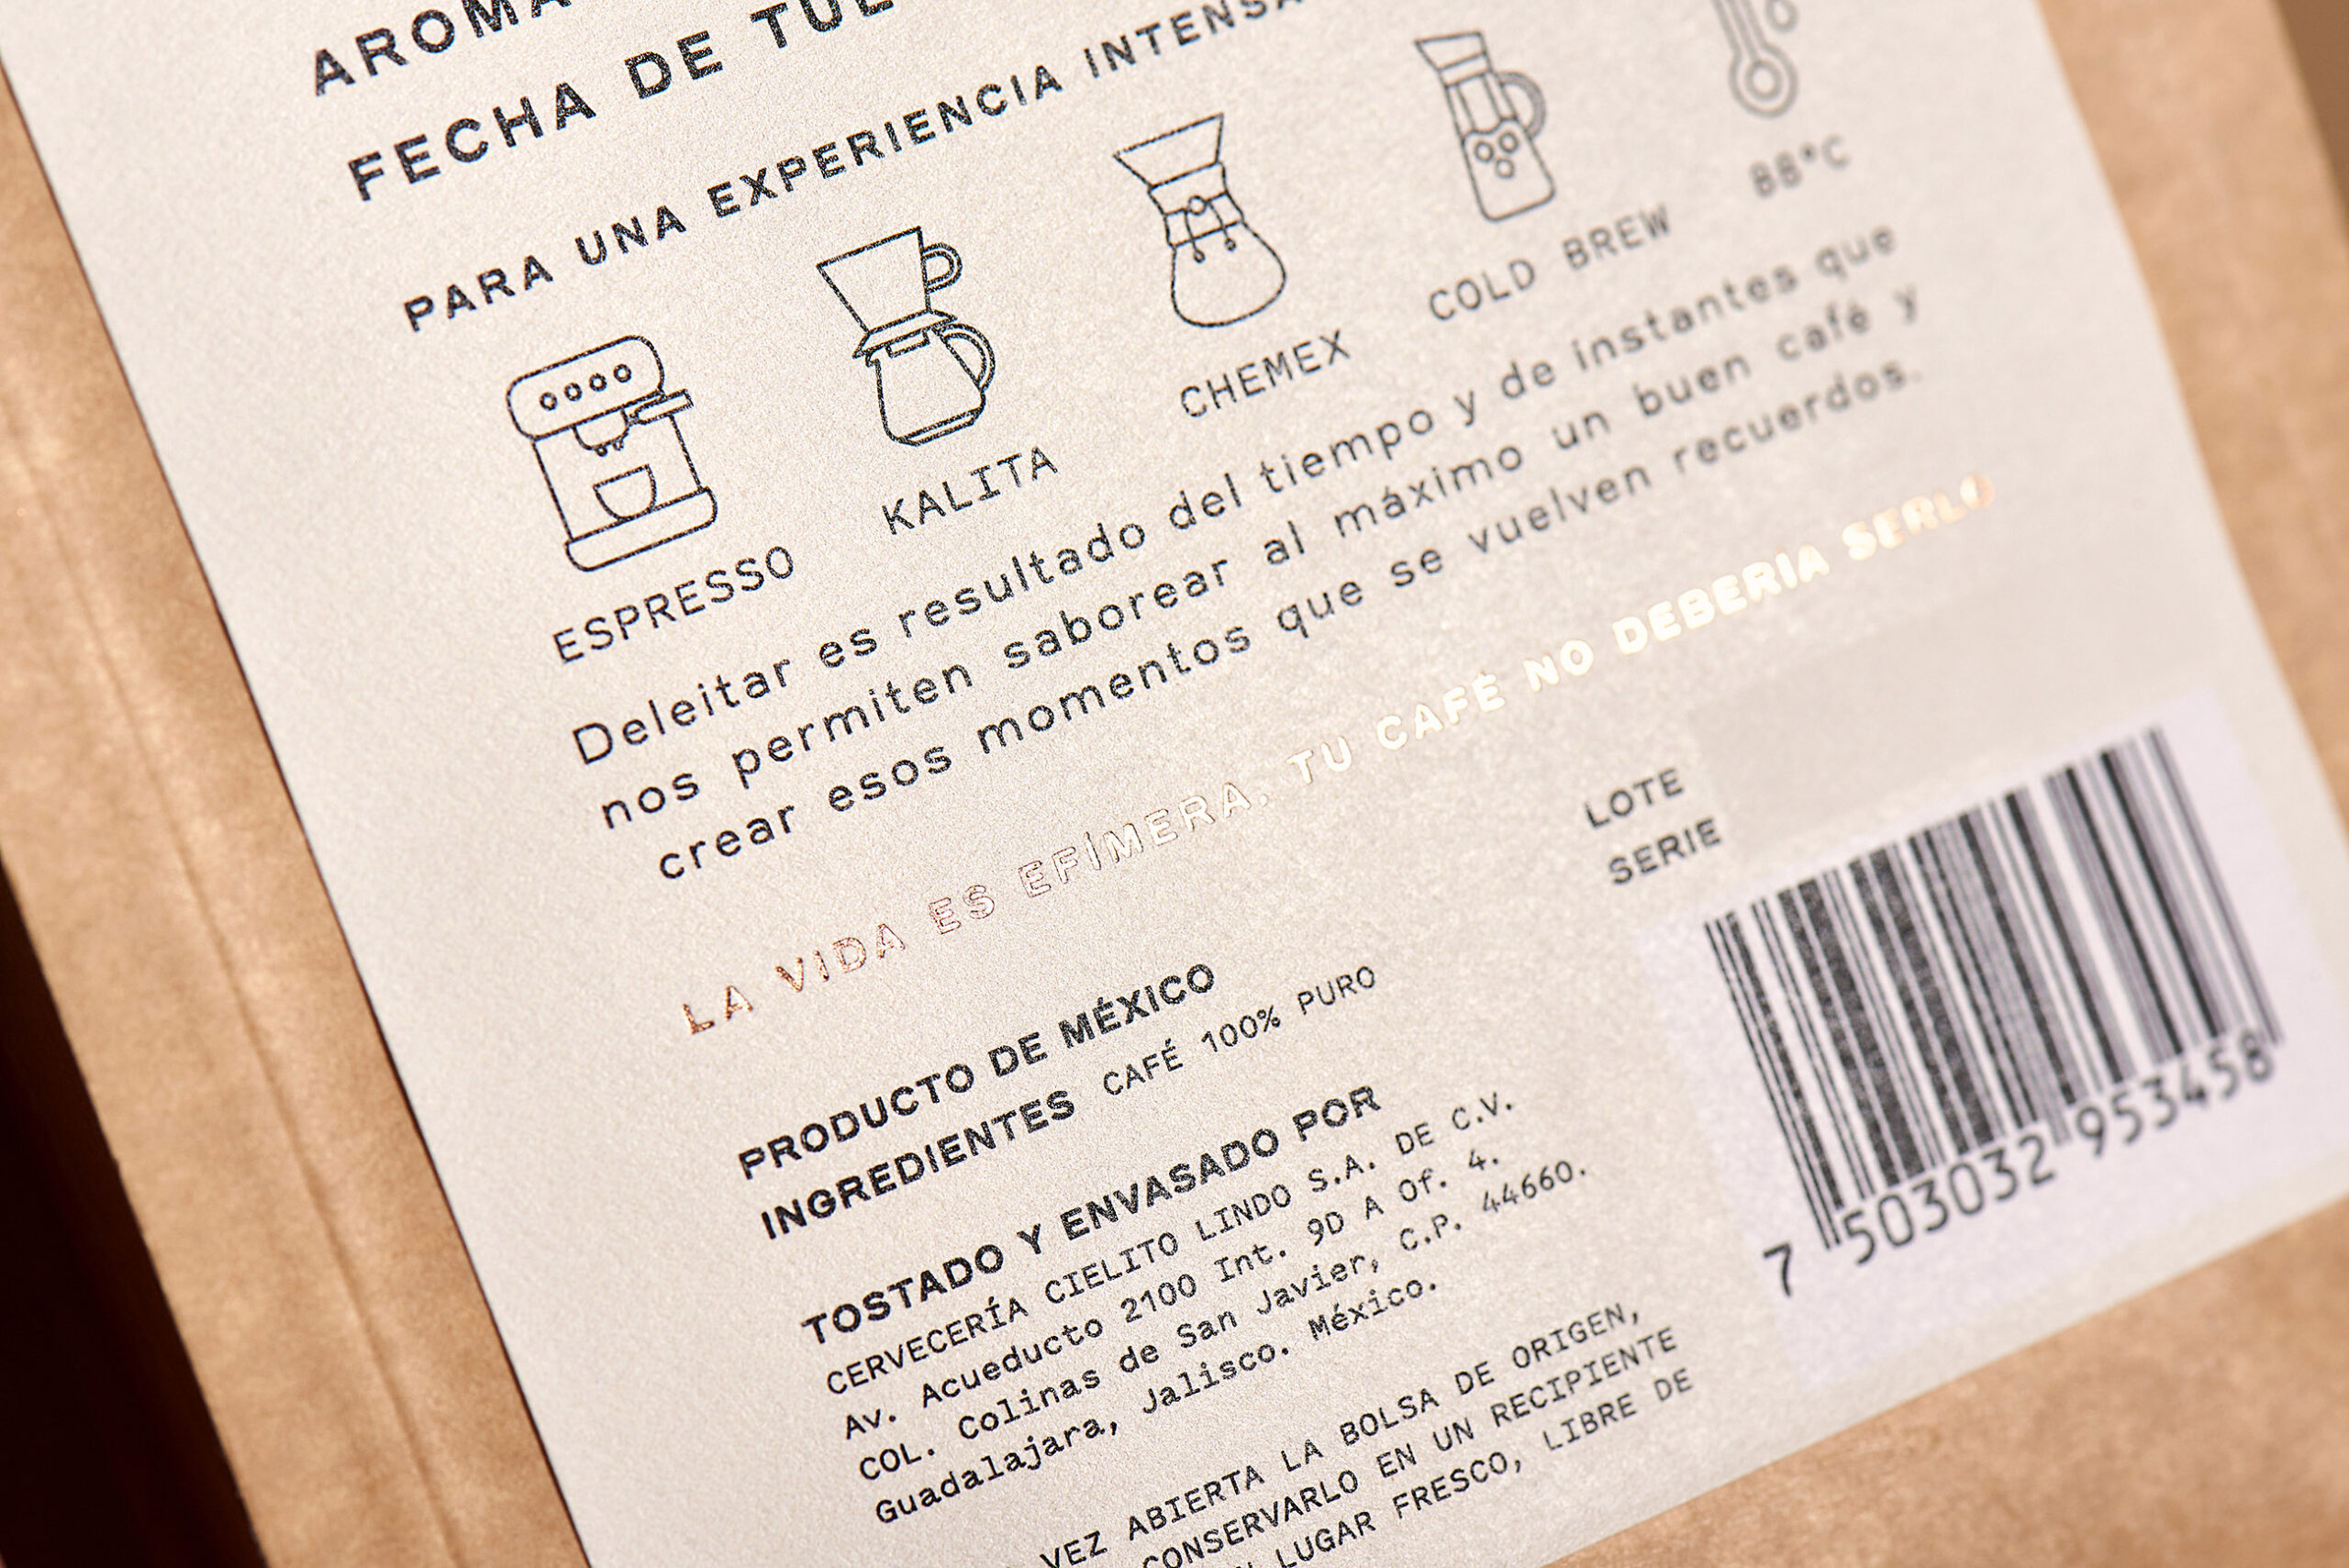 AROMA
FECHA DE
PARA UNA EXPERIENCIA INTENSA
ESPRESSO KALITA CHEMEX COLD BREW 88°C
Deleitar es resultado del tiempo y de instantes que
nos permiten saborear al máximo un buen café y
crear esos momentos que se vuelven recuerdos.
LA VIDA ES EFÍMERA, TU CAFÉ NO DEBERÍA SERLO
LOTE
SERIE
PRODUCTO DE MÉXICO
INGREDIENTES CAFÉ 100% PURO
TOSTADO Y ENVASADO POR
CERVECERÍA CIELITO LINDO S.A. DE C.V.
Av. Acueducto 2100 Int. 9D A Of. 4.
COL. Colinas de San Javier, C.P. 44660.
Guadalajara, Jalisco. México.
VEZ ABIERTA LA BOLSA DE ORIGEN,
CONSERVARLO EN UN RECIPIENTE
LUGAR FRESCO, LIBRE DE
7 503032 953458